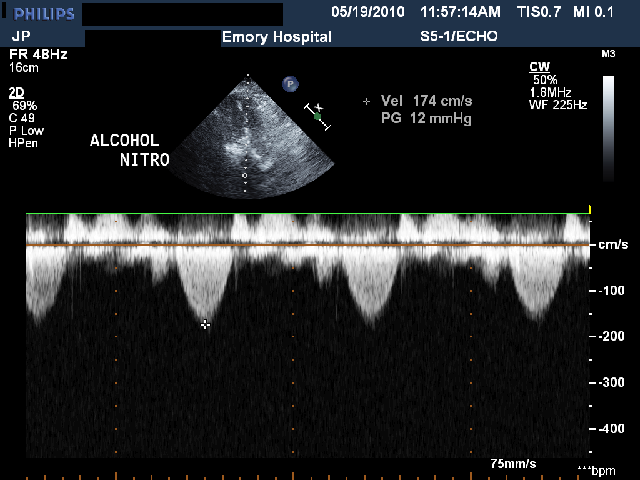 PHILIPS
05/19/2010 11:57:14AM TIS0.7 MI 0.1
JP
Emory Hospital
S5-1/ECHO
FR 48Hz
16cm
2D
69%
C 49
P Low
HPen
P
X
ALCOHOL
NITRO
Vel 174 cm/s
PG 12 mmHg
CW
50%
1.8MHz
WF 225Hz
M3
cm/s
-100
-200
-300
-400
75mm/s
***bpm